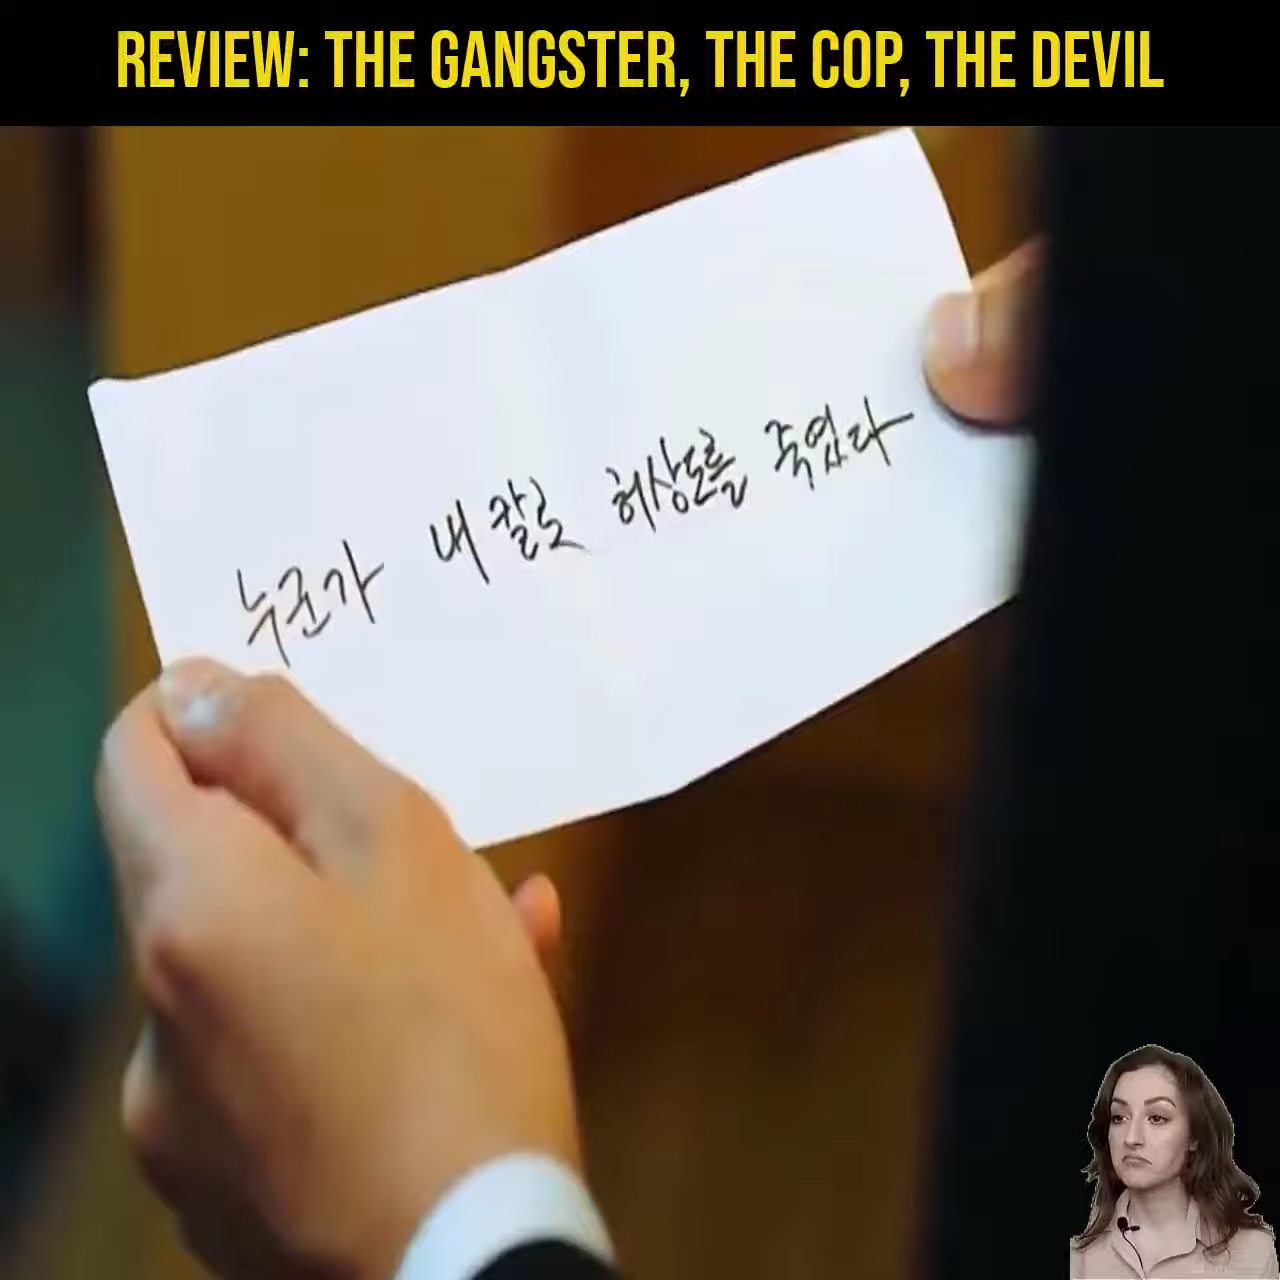 REVIEW: THE GANGSTER, THE COP, THE DEVIL
누군가 내 칼로 허상도를 죽였다